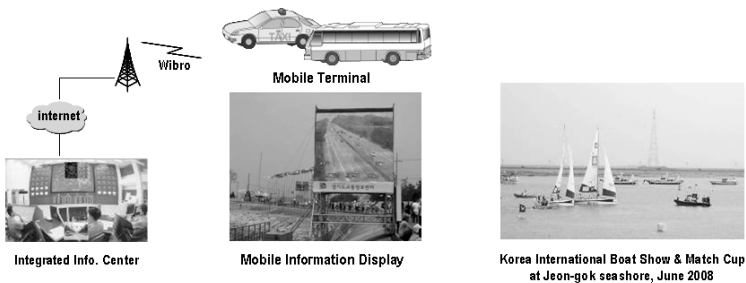 TAXI
Wibro
Mobile Terminal
internet
Integrated Info. Center
Mobile Information Display
Korea International Boat Show & Match Cup
at Jeon-gok seashore, June 2008